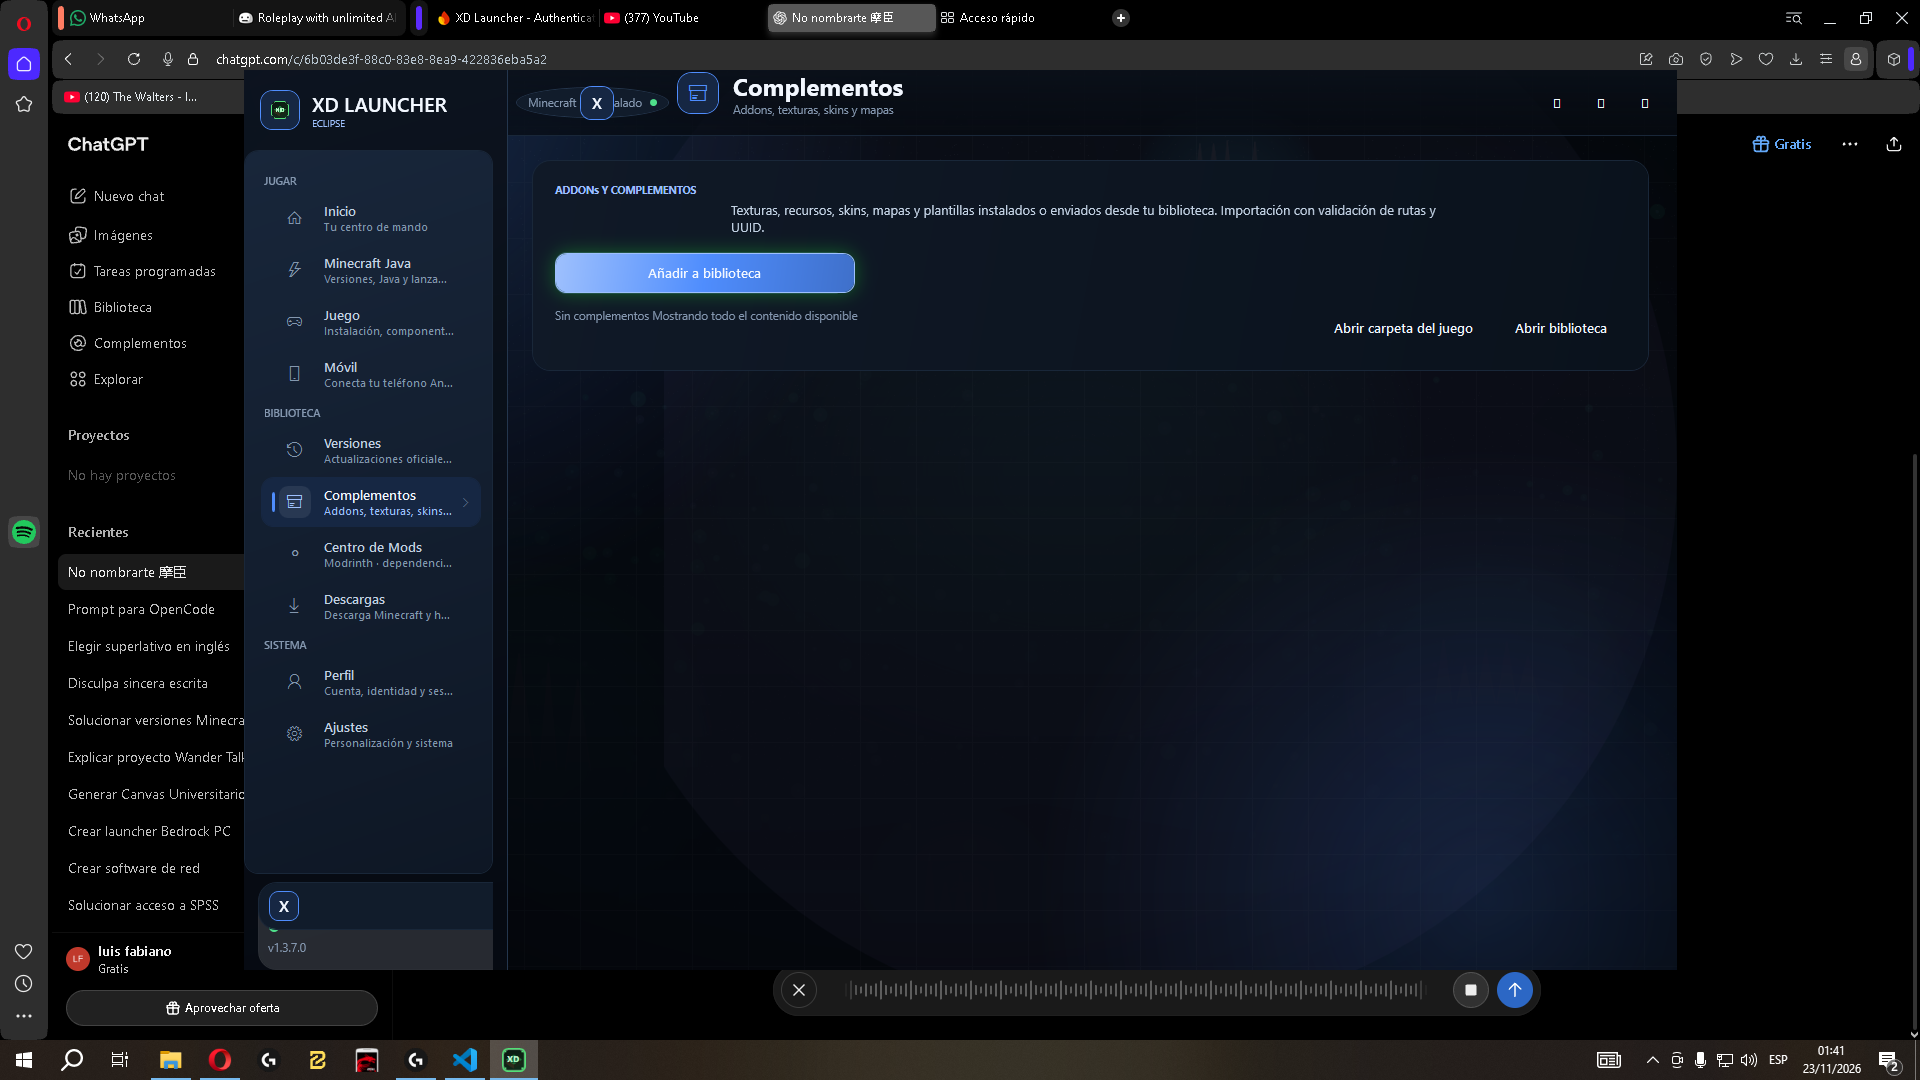 WhatsApp
Roleplay with unlimited AI
XD Launcher - Authenticat
(377) YouTube
No nombrarte 摩臣
Acceso rápido
chatgpt.com/c/6b03de3f-88c0-83e8-8ea9-422836eba5a2
(120) The Walters - I...
ChatGPT
Gratis
Nuevo chat
Imágenes
Tareas programadas
Biblioteca
Complementos
Explorar
Proyectos
No hay proyectos
Recientes
No nombrarte 摩臣
Prompt para OpenCode
Elegir superlativo en inglés
Disculpa sincera escrita
Solucionar versiones Minecra
Explicar proyecto Wander Talk
Generar Canvas Universitario
Crear launcher Bedrock PC
Crear software de red
Solucionar acceso a SPSS
LF
luis fabiano
Gratis
Aprovechar oferta
XD
XD LAUNCHER
ECLIPSE
JUGAR
Inicio
Tu centro de mando
Minecraft Java
Versiones, Java y lanza...
Juego
Instalación, component...
Móvil
Conecta tu teléfono An...
BIBLIOTECA
Versiones
Actualizaciones oficiale...
Complementos
Addons, texturas, skins...
Centro de Mods
Modrinth · dependenci...
Descargas
Descarga Minecraft y h...
SISTEMA
Perfil
Cuenta, identidad y ses...
Ajustes
Personalización y sistema
X
v1.3.7.0
Minecraft
X
alado
Complementos
Addons, texturas, skins y mapas
ADDONs Y COMPLEMENTOS
Texturas, recursos, skins, mapas y plantillas instalados o enviados desde tu biblioteca. Importación con validación de rutas y
UUID.
Añadir a biblioteca
Sin complementos Mostrando todo el contenido disponible
Abrir carpeta del juego
Abrir biblioteca
XD
ESP
01:41
23/11/2026
2